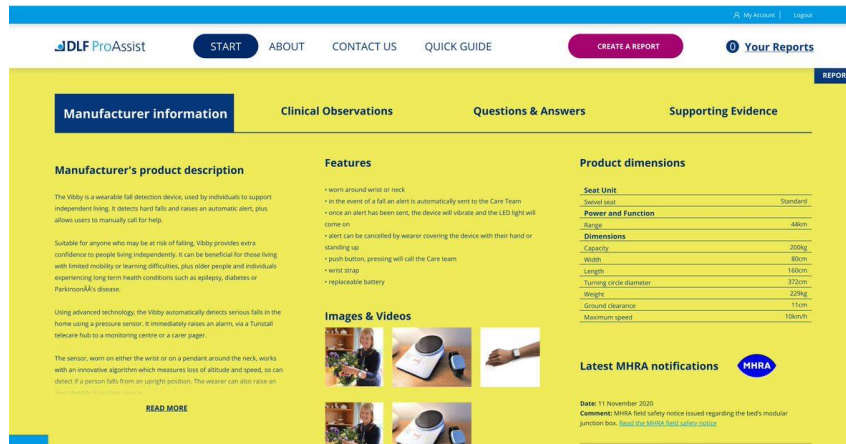 My Account | Logout
DLF ProAssist
START
ABOUT
CONTACT US
QUICK GUIDE
CREATE A REPORT
0 Your Reports
REPOR
Manufacturer information
Clinical Observations
Questions & Answers
Supporting Evidence
Manufacturer's product description
The Vibby is a wearable fall detection device, used by individuals to support
independent living. It detects hard falls and raises an automatic alert, plus
allows users to manually call for help.
Suitable for anyone who may be at risk of falling, Vibby provides extra
confidence to people living independently. It can be beneficial for those living
with limited mobility or learning difficulties, plus older people and individuals
experiencing long term health conditions such as epilepsy, diabetes or
ParkinsonÂÂ's disease.
Using advanced technology, the Vibby automatically detects serious falls in the
home using a pressure sensor. It immediately raises an alarm, via a Tunstall
telecare hub to a monitoring centre or a carer pager.
The sensor, worn on either the wrist or on a pendant around the neck, works
with an innovative algorithm which measures loss of altitude and speed, so can
detect if a person falls from an upright position. The wearer can also raise an
READ MORE
Features
• worn around wrist or neck
• in the event of a fall an alert is automatically sent to the Care Team
• once an alert has been sent, the device will vibrate and the LED light will
come on
• alert can be cancelled by wearer covering the device with their hand or
standing up
• push button, pressing will call the Care team
• wrist strap
• replaceable battery
Images & Videos
Product dimensions
Seat Unit
Swivel seat Standard
Power and Function
Range 44km
Dimensions
Capacity 200kg
Width 80cm
Length 160cm
Turning circle diameter 372cm
Weight 229kg
Ground clearance 11cm
Maximum speed 10km/h
Latest MHRA notifications MHRA
Date: 11 November 2020
Comment: MHRA field safety notice issued regarding the bed's modular
junction box. Read the MHRA field safety notice